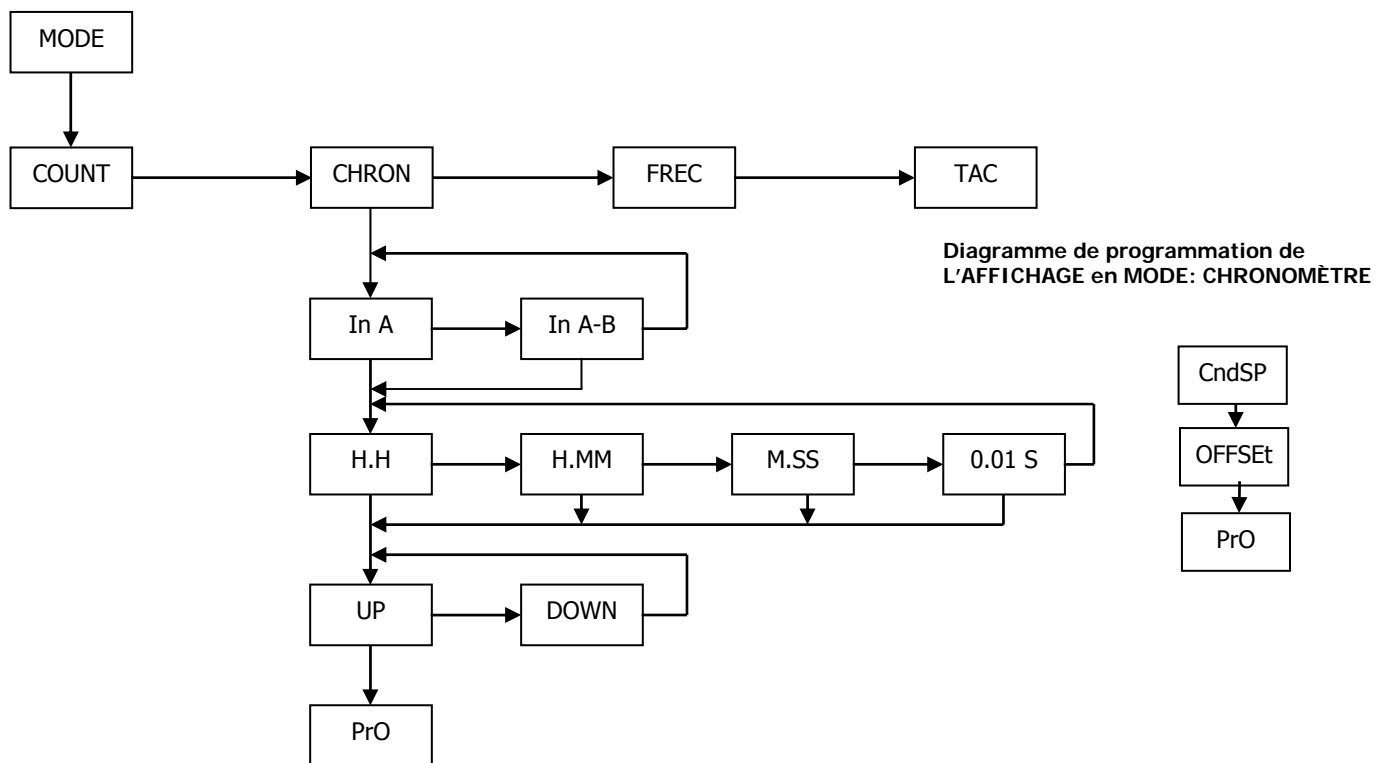 MODE
COUNT
CHRON
FREC
TAC
Diagramme de programmation de
L'AFFICHAGE en MODE: CHRONOMÈTRE
In A
In A-B
CndSP
H.H
H.MM
M.SS
0.01 S
OFFSEt
PrO
UP
DOWN
PrO